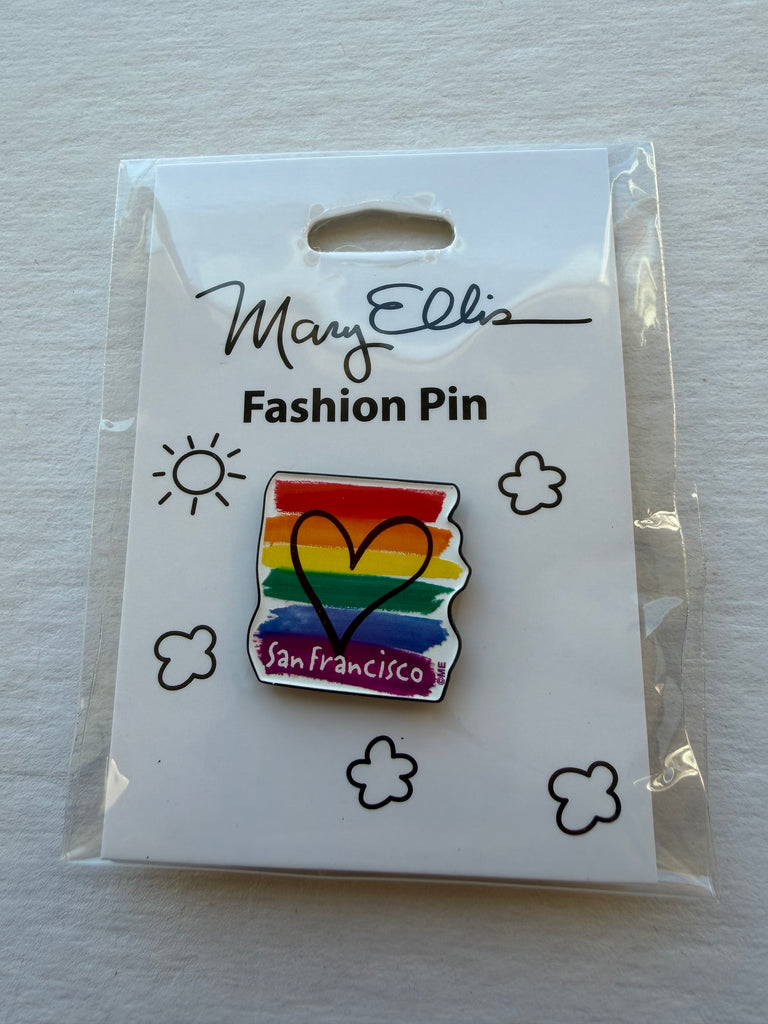 Mary Ellis
Fashion Pin
San Francisco
©ME